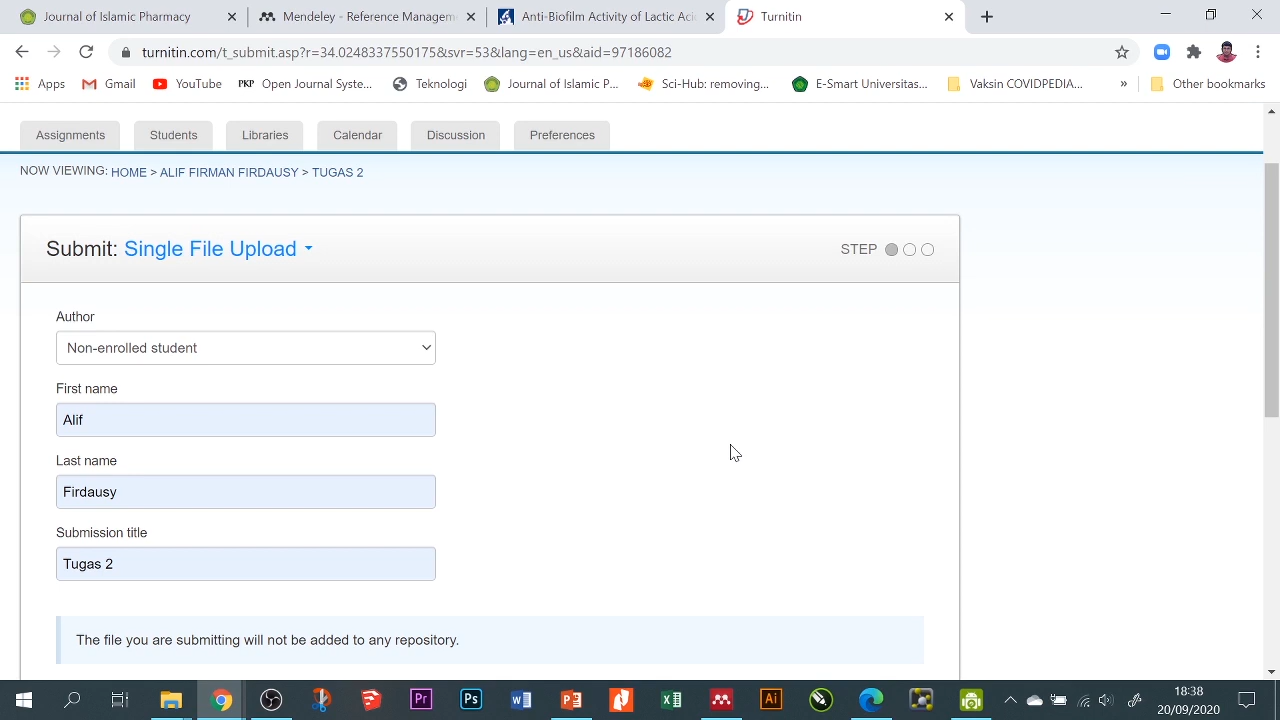 Journal of Islamic Pharmacy
Mendeley - Reference Managem
Anti-Biofilm Activity of Lactic Aci
Turnitin
turnitin.com/t_submit.asp?r=34.0248337550175&svr=53&lang=en_us&aid=97186082
Apps
Gmail
YouTube
PKP Open Journal Syste...
Teknologi
Journal of Islamic P...
Sci-Hub: removing...
E-Smart Universitas...
Vaksin COVIDPEDIA...
»
Other bookmarks
Assignments
Students
Libraries
Calendar
Discussion
Preferences
NOW VIEWING: HOME > ALIF FIRMAN FIRDAUSY > TUGAS 2
Submit: Single File Upload
STEP
Author
Non-enrolled student
First name
Alif
Last name
Firdausy
Submission title
Tugas 2
The file you are submitting will not be added to any repository.
Pr
Ps
Ai
18:38
20/09/2020